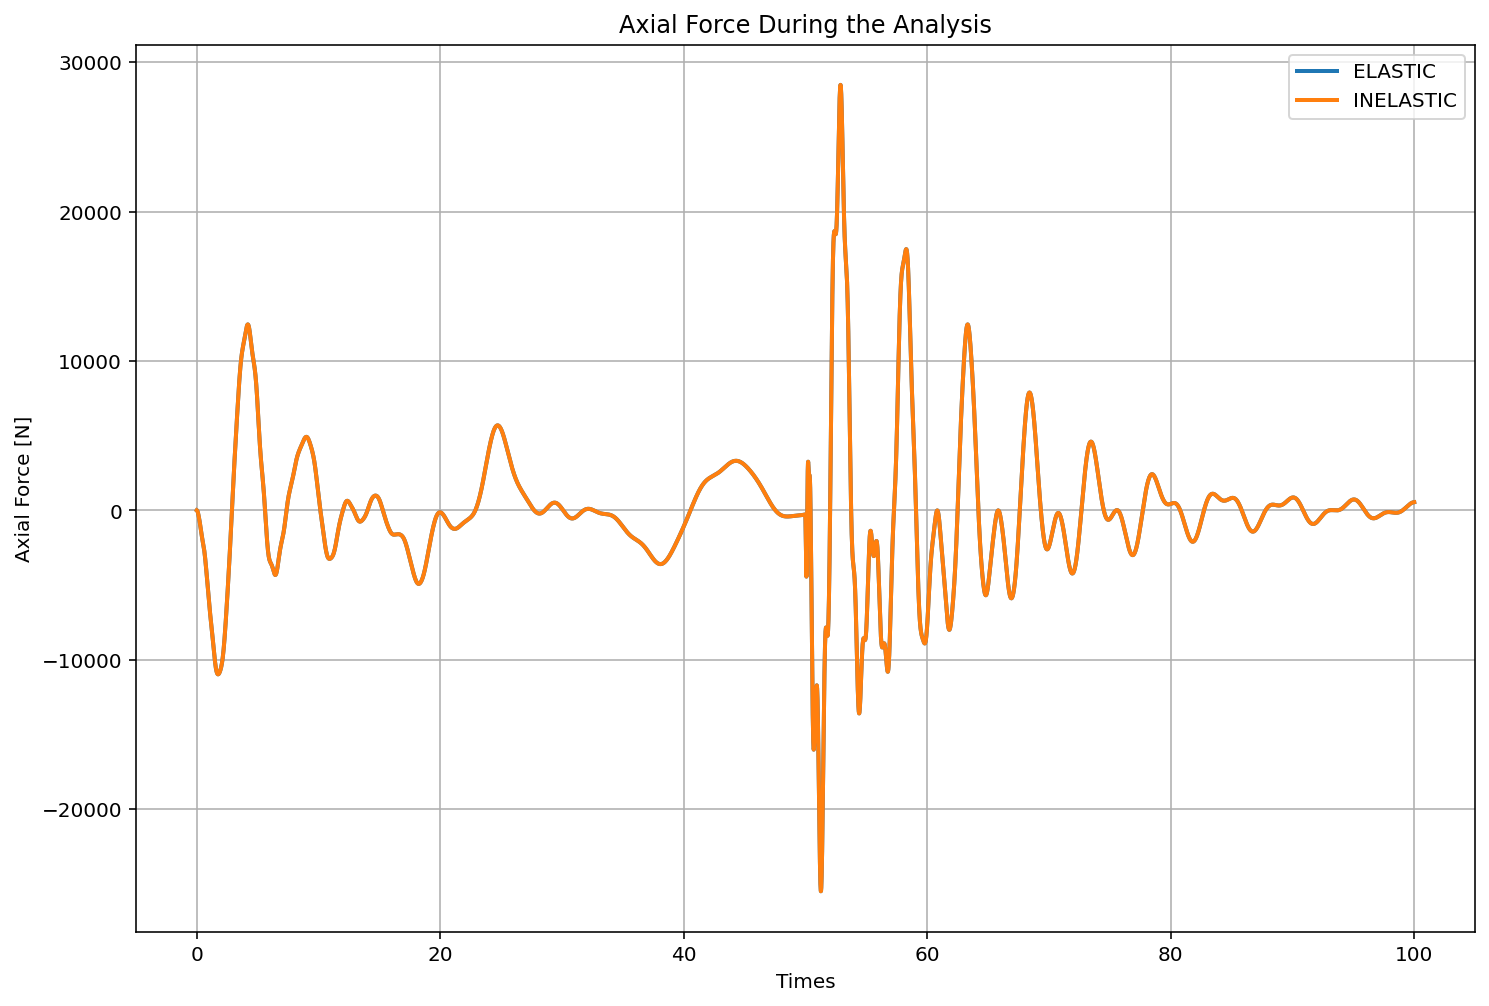 Axial Force During the Analysis
ELASTIC
INELASTIC
Axial Force [N]
30000
20000
10000
0
−10000
−20000
0 20 40 60 80 100
Times